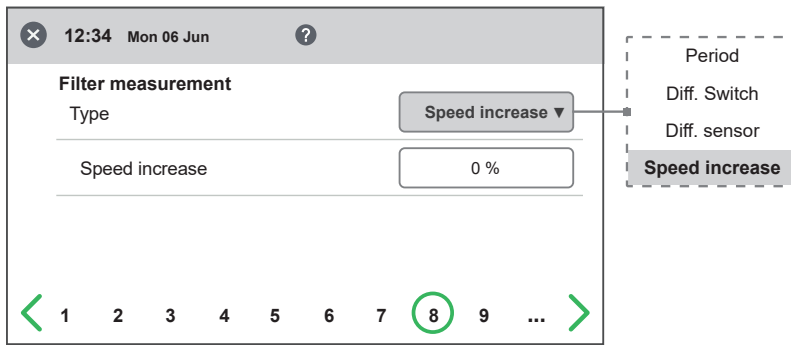 12:34 Mon 06 Jun ?
Filter measurement
Type Speed increase ▼
Speed increase 0 %
1 2 3 4 5 6 7 8 9 ...
Period
Diff. Switch
Diff. sensor
Speed increase